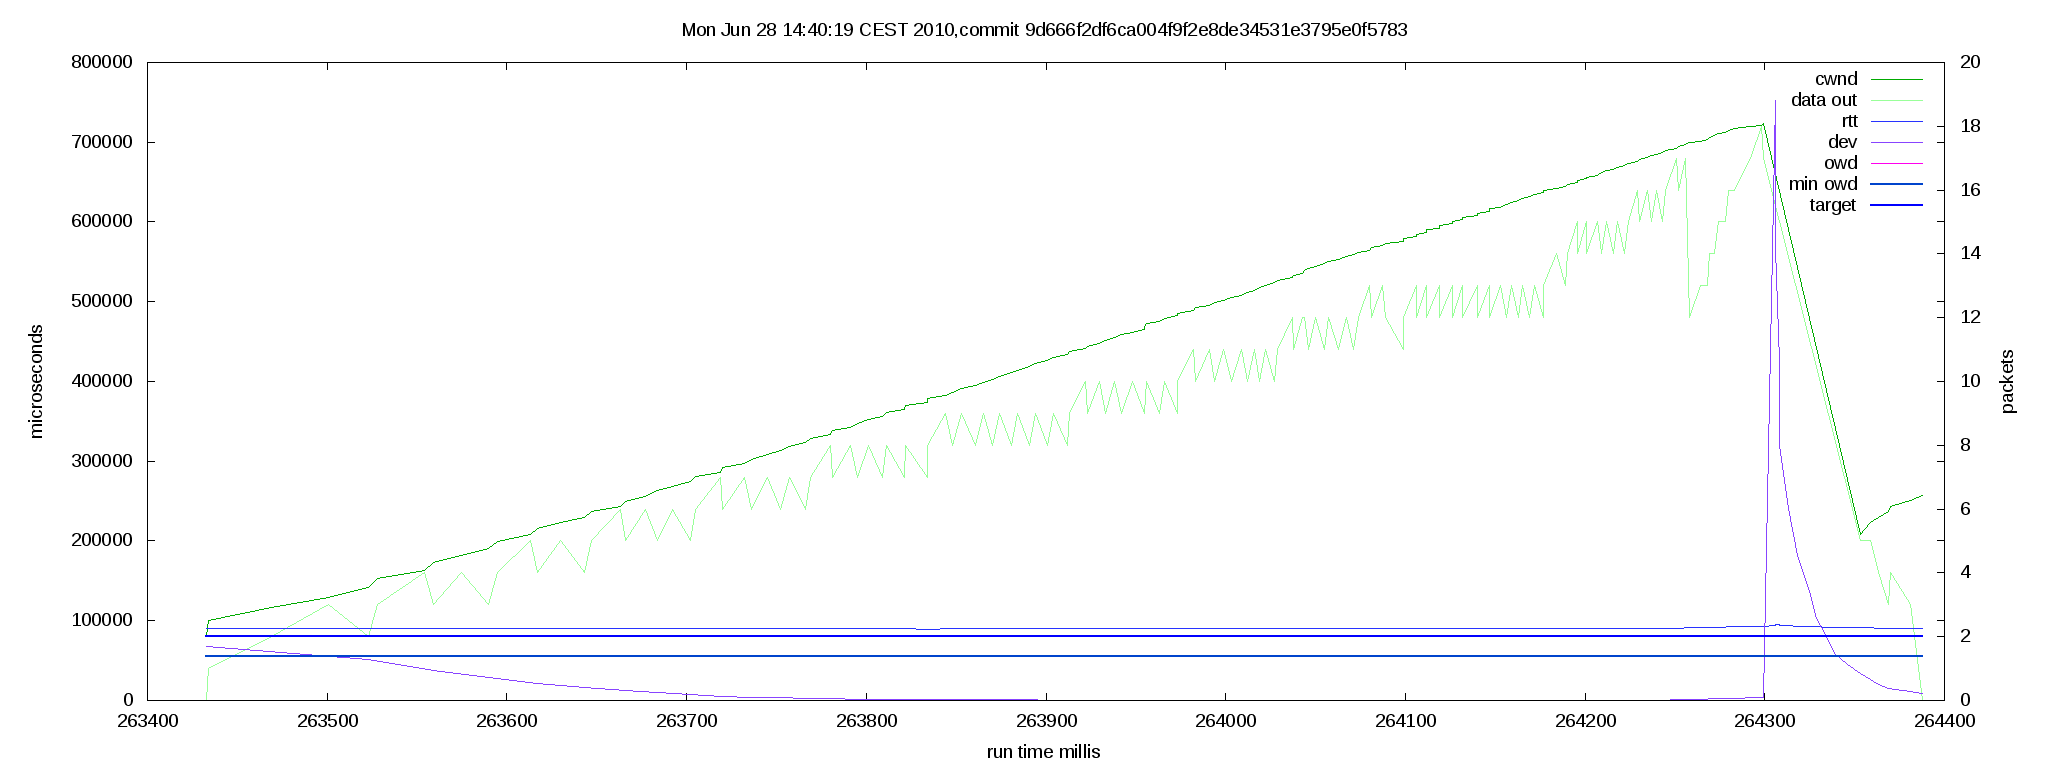 Mon Jun 28 14:40:19 CEST 2010,commit 9d666f2df6ca004f9f2e8de34531e3795e0f5783
800000
700000
600000
500000
400000
300000
200000
100000
0
microseconds
20
18
16
14
12
10
8
6
4
2
0
packets
cwnd
data out
rtt
dev
owd
min owd
target
263400 263500 263600 263700 263800 263900 264000 264100 264200 264300 264400
run time millis